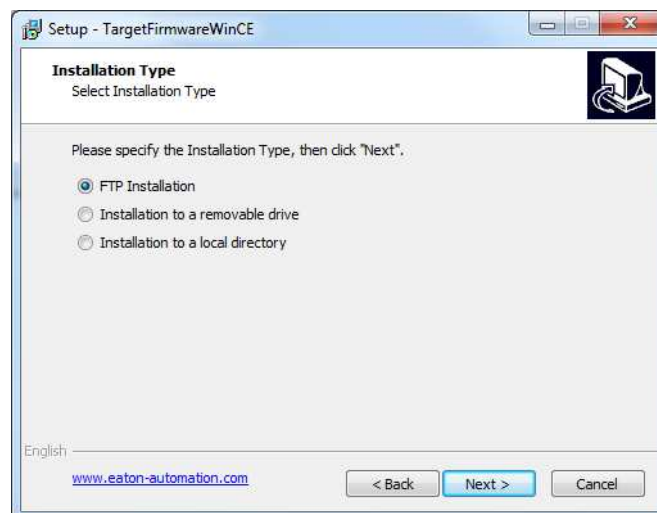 Setup - TargetFirmwareWinCE
Installation Type
Select Installation Type
Please specify the Installation Type, then click "Next".
FTP Installation
Installation to a removable drive
Installation to a local directory
English
www.eaton-automation.com
< Back
Next >
Cancel